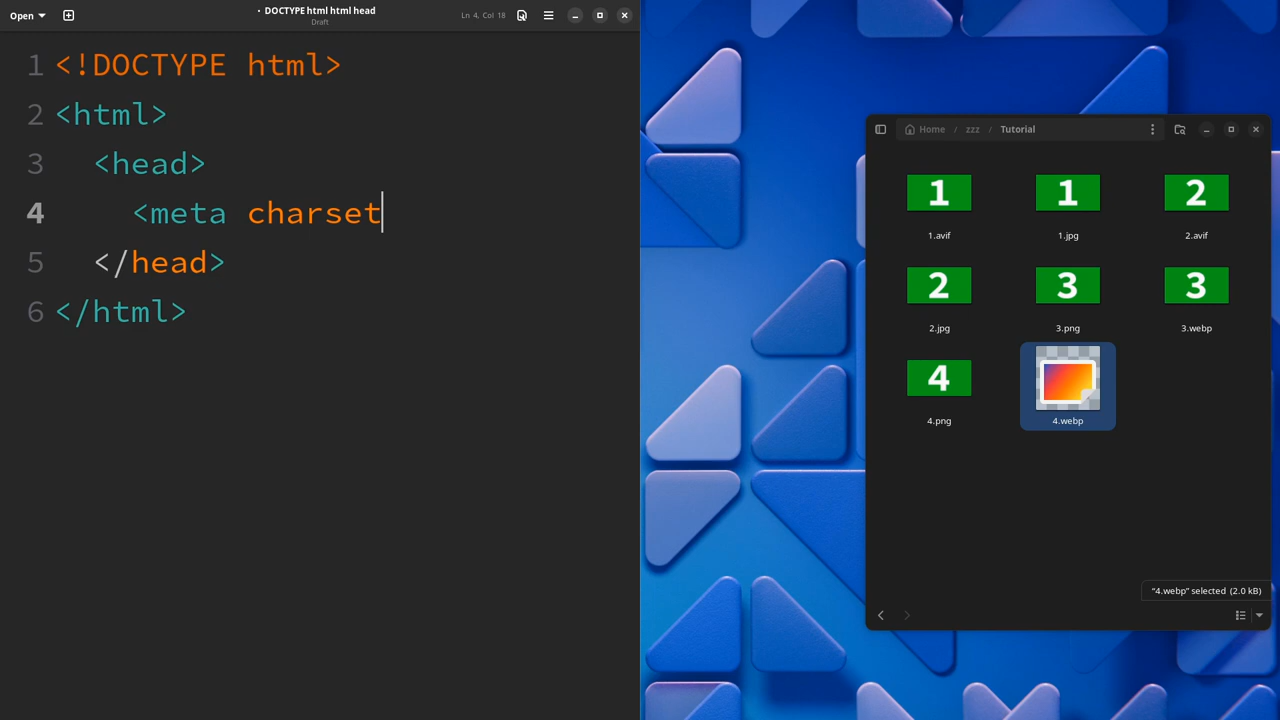 Open
• DOCTYPE html html head
Draft
Ln 4, Col 18
1 <!DOCTYPE html>
2 <html>
3 <head>
4 <meta charset
5 </head>
6 </html>
Home / zzz / Tutorial
1 1 2
1.avif 1.jpg 2.avif
2 3 3
2.jpg 3.png 3.webp
4
4.png 4.webp
"4.webp" selected (2.0 kB)